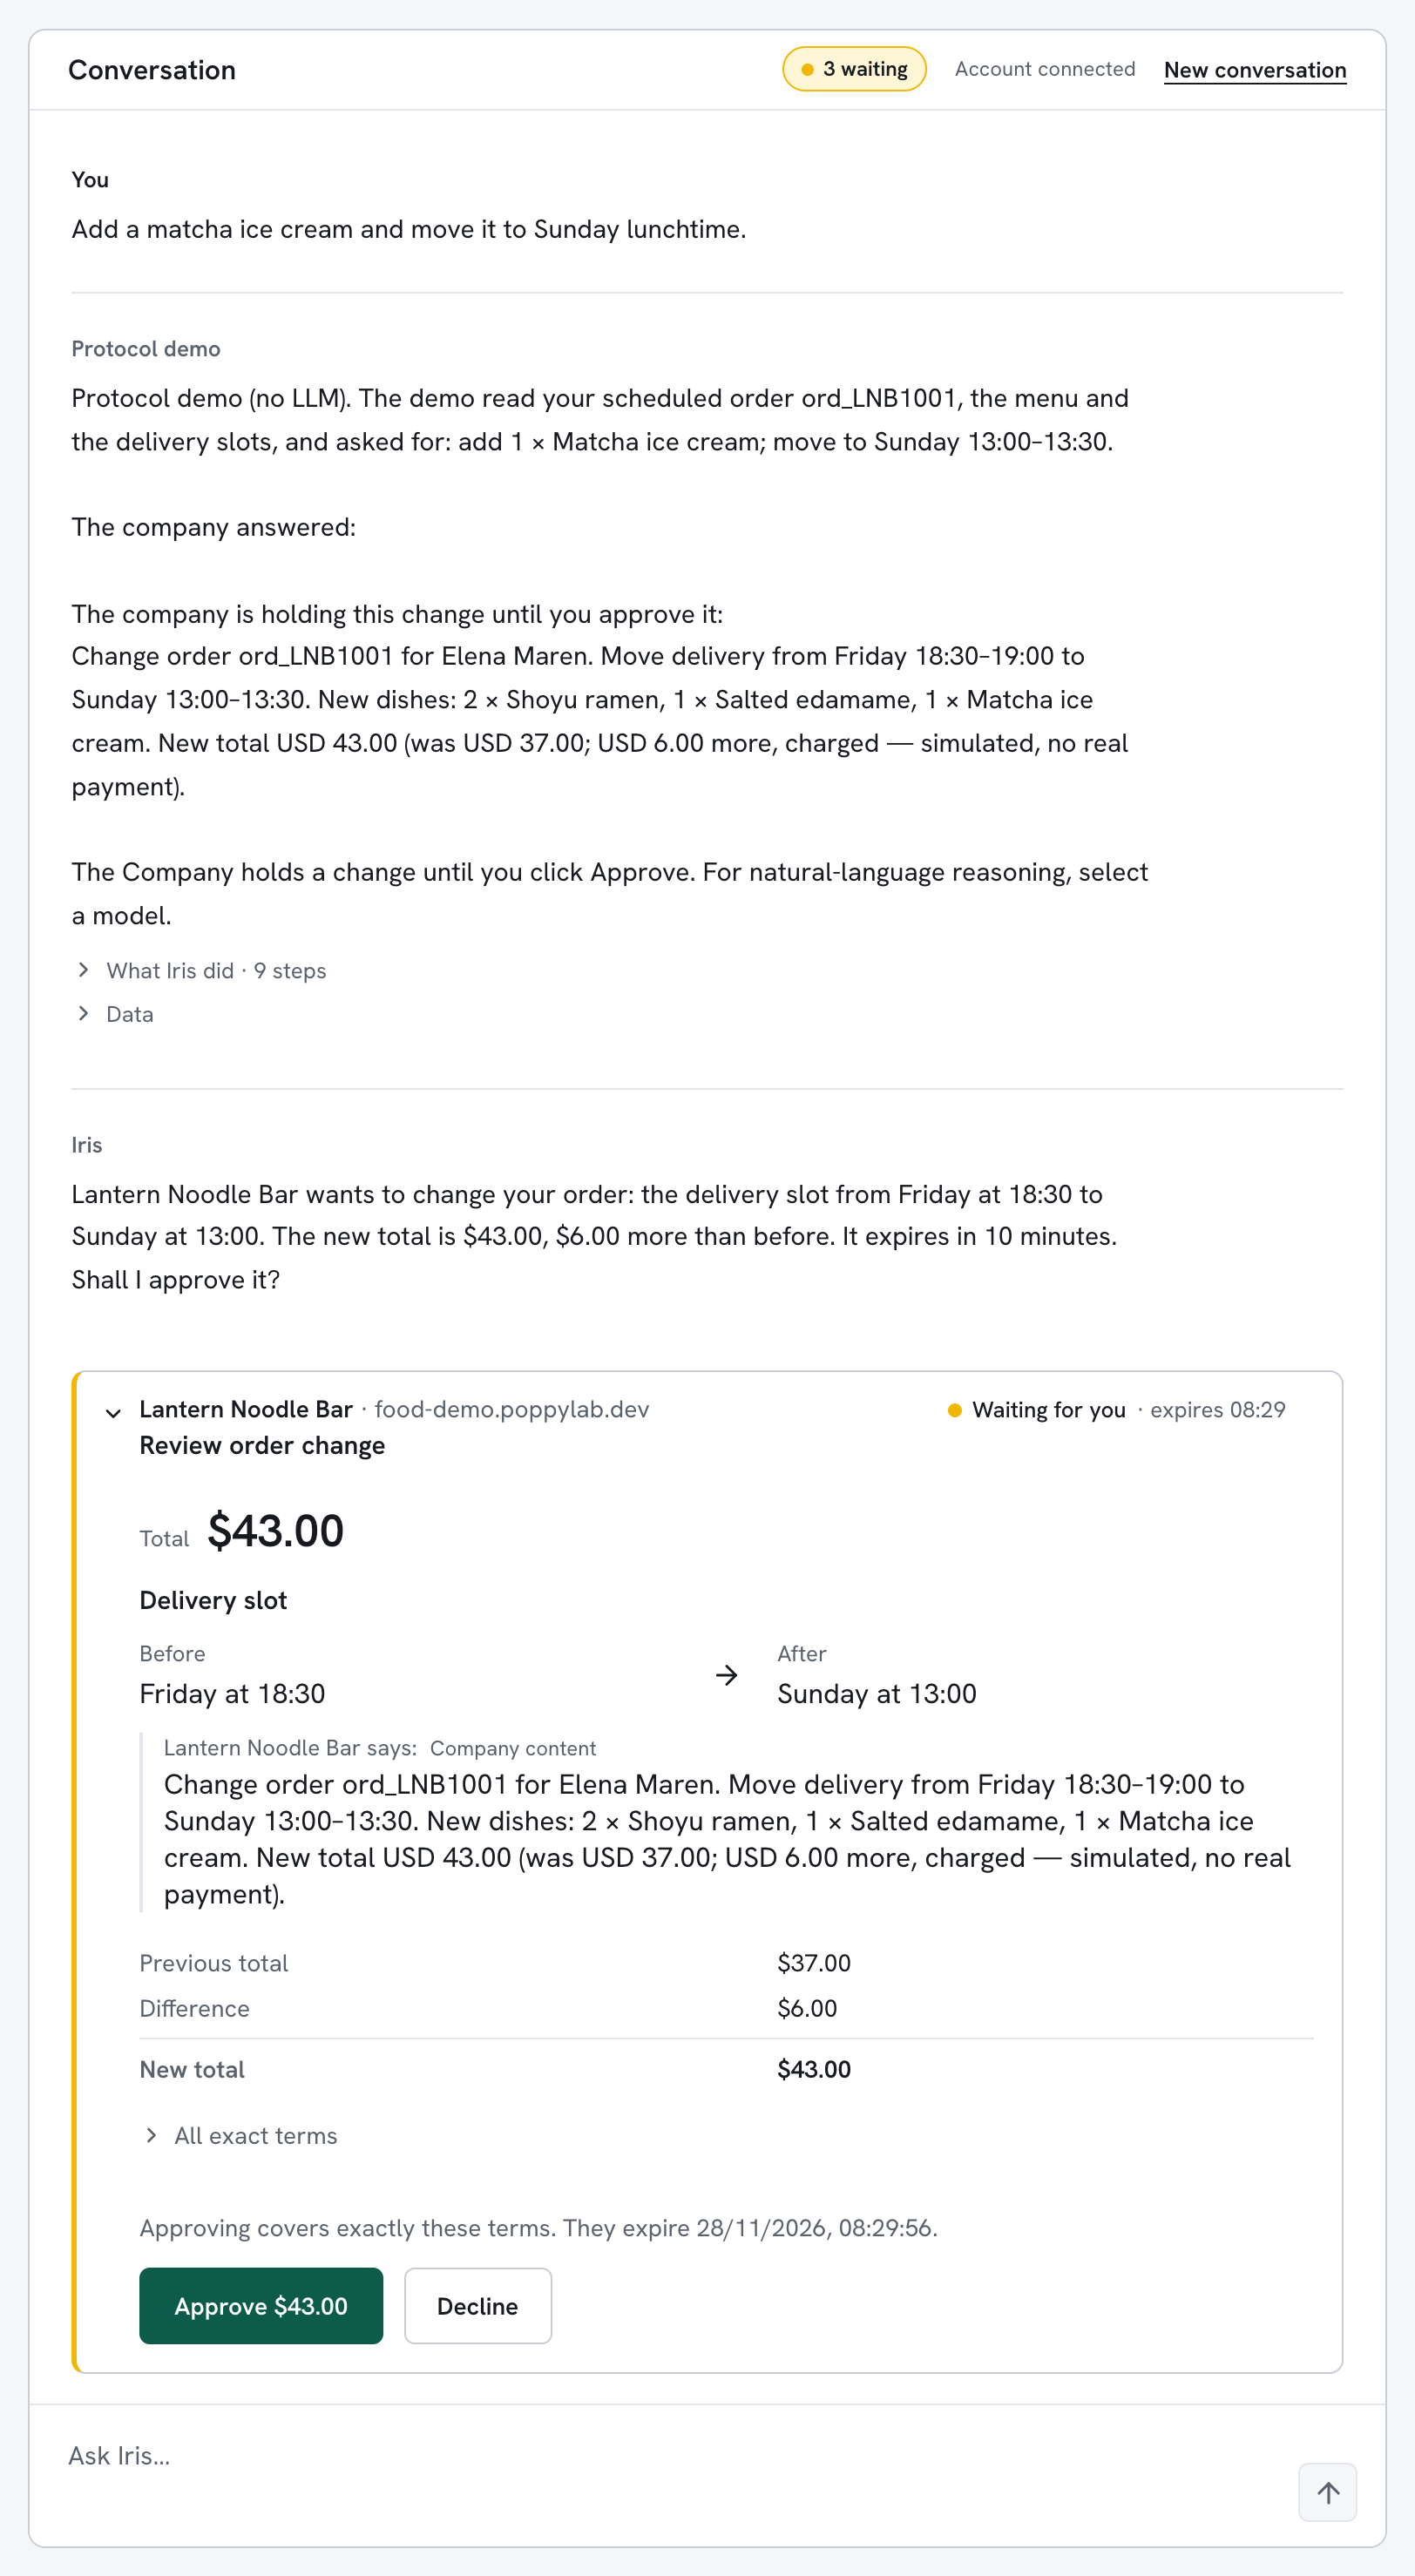 Conversation
3 waiting
Account connected
New conversation
You
Add a matcha ice cream and move it to Sunday lunchtime.
Protocol demo
Protocol demo (no LLM). The demo read your scheduled order ord_LNB1001, the menu and
the delivery slots, and asked for: add 1 × Matcha ice cream; move to Sunday 13:00–13:30.
The company answered:
The company is holding this change until you approve it:
Change order ord_LNB1001 for Elena Maren. Move delivery from Friday 18:30–19:00 to
Sunday 13:00–13:30. New dishes: 2 × Shoyu ramen, 1 × Salted edamame, 1 × Matcha ice
cream. New total USD 43.00 (was USD 37.00; USD 6.00 more, charged — simulated, no real
payment).
The Company holds a change until you click Approve. For natural-language reasoning, select
a model.
What Iris did · 9 steps
Data
Iris
Lantern Noodle Bar wants to change your order: the delivery slot from Friday at 18:30 to
Sunday at 13:00. The new total is $43.00, $6.00 more than before. It expires in 10 minutes.
Shall I approve it?
Lantern Noodle Bar · food-demo.poppylab.dev
Waiting for you · expires 08:29
Review order change
Total $43.00
Delivery slot
Before
After
Friday at 18:30
Sunday at 13:00
Lantern Noodle Bar says: Company content
Change order ord_LNB1001 for Elena Maren. Move delivery from Friday 18:30–19:00 to
Sunday 13:00–13:30. New dishes: 2 × Shoyu ramen, 1 × Salted edamame, 1 × Matcha ice
cream. New total USD 43.00 (was USD 37.00; USD 6.00 more, charged — simulated, no real
payment).
Previous total $37.00
Difference $6.00
New total $43.00
All exact terms
Approving covers exactly these terms. They expire 28/11/2026, 08:29:56.
Approve $43.00
Decline
Ask Iris...